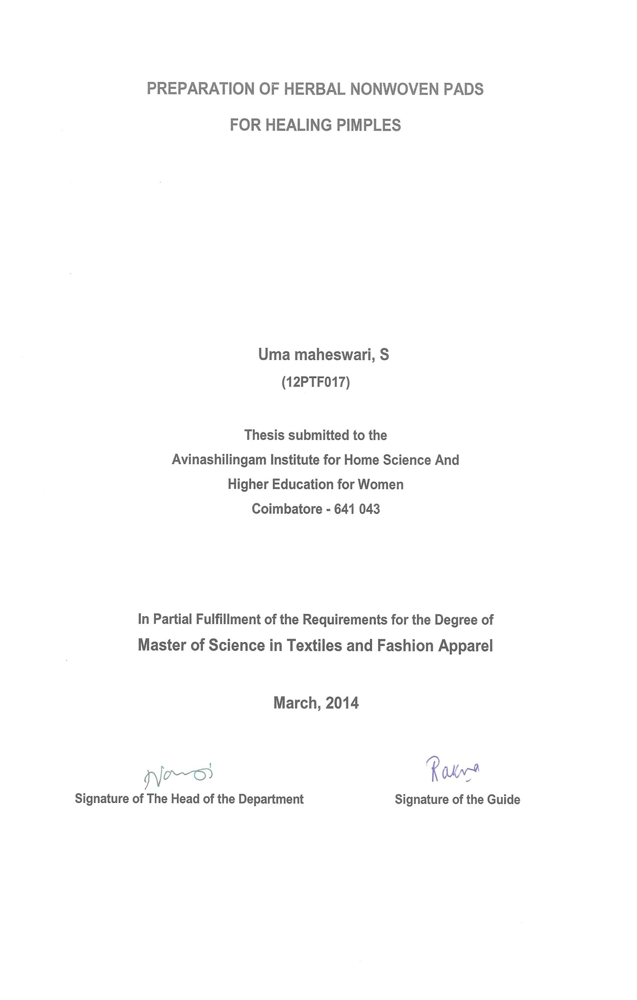 PREPARATION OF HERBAL NONWOVEN PADS
FOR HEALING PIMPLES
Uma maheswari, S
(12PTF017)
Thesis submitted to the
Avinashilingam Institute for Home Science And
Higher Education for Women
Coimbatore - 641 043
In Partial Fulfillment of the Requirements for the Degree of
Master of Science in Textiles and Fashion Apparel
March, 2014
Signature of The Head of the Department
Signature of the Guide